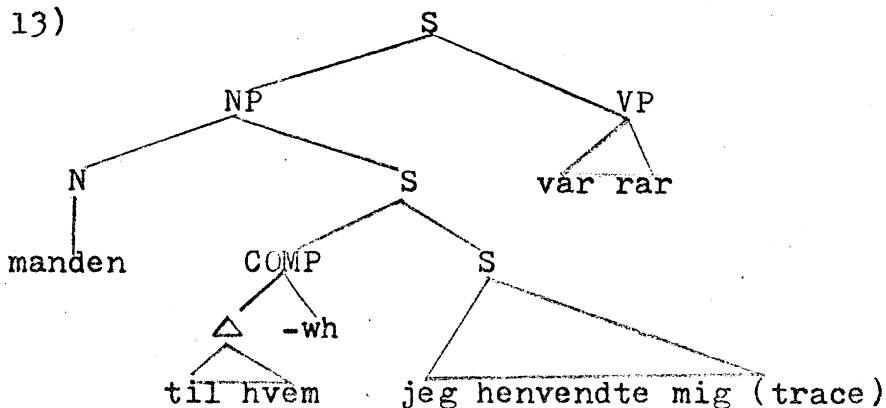 13)
S
NP VP
N S var rar
manden COMP S
△ -wh
til hvem jeg henvendte mig (trace)